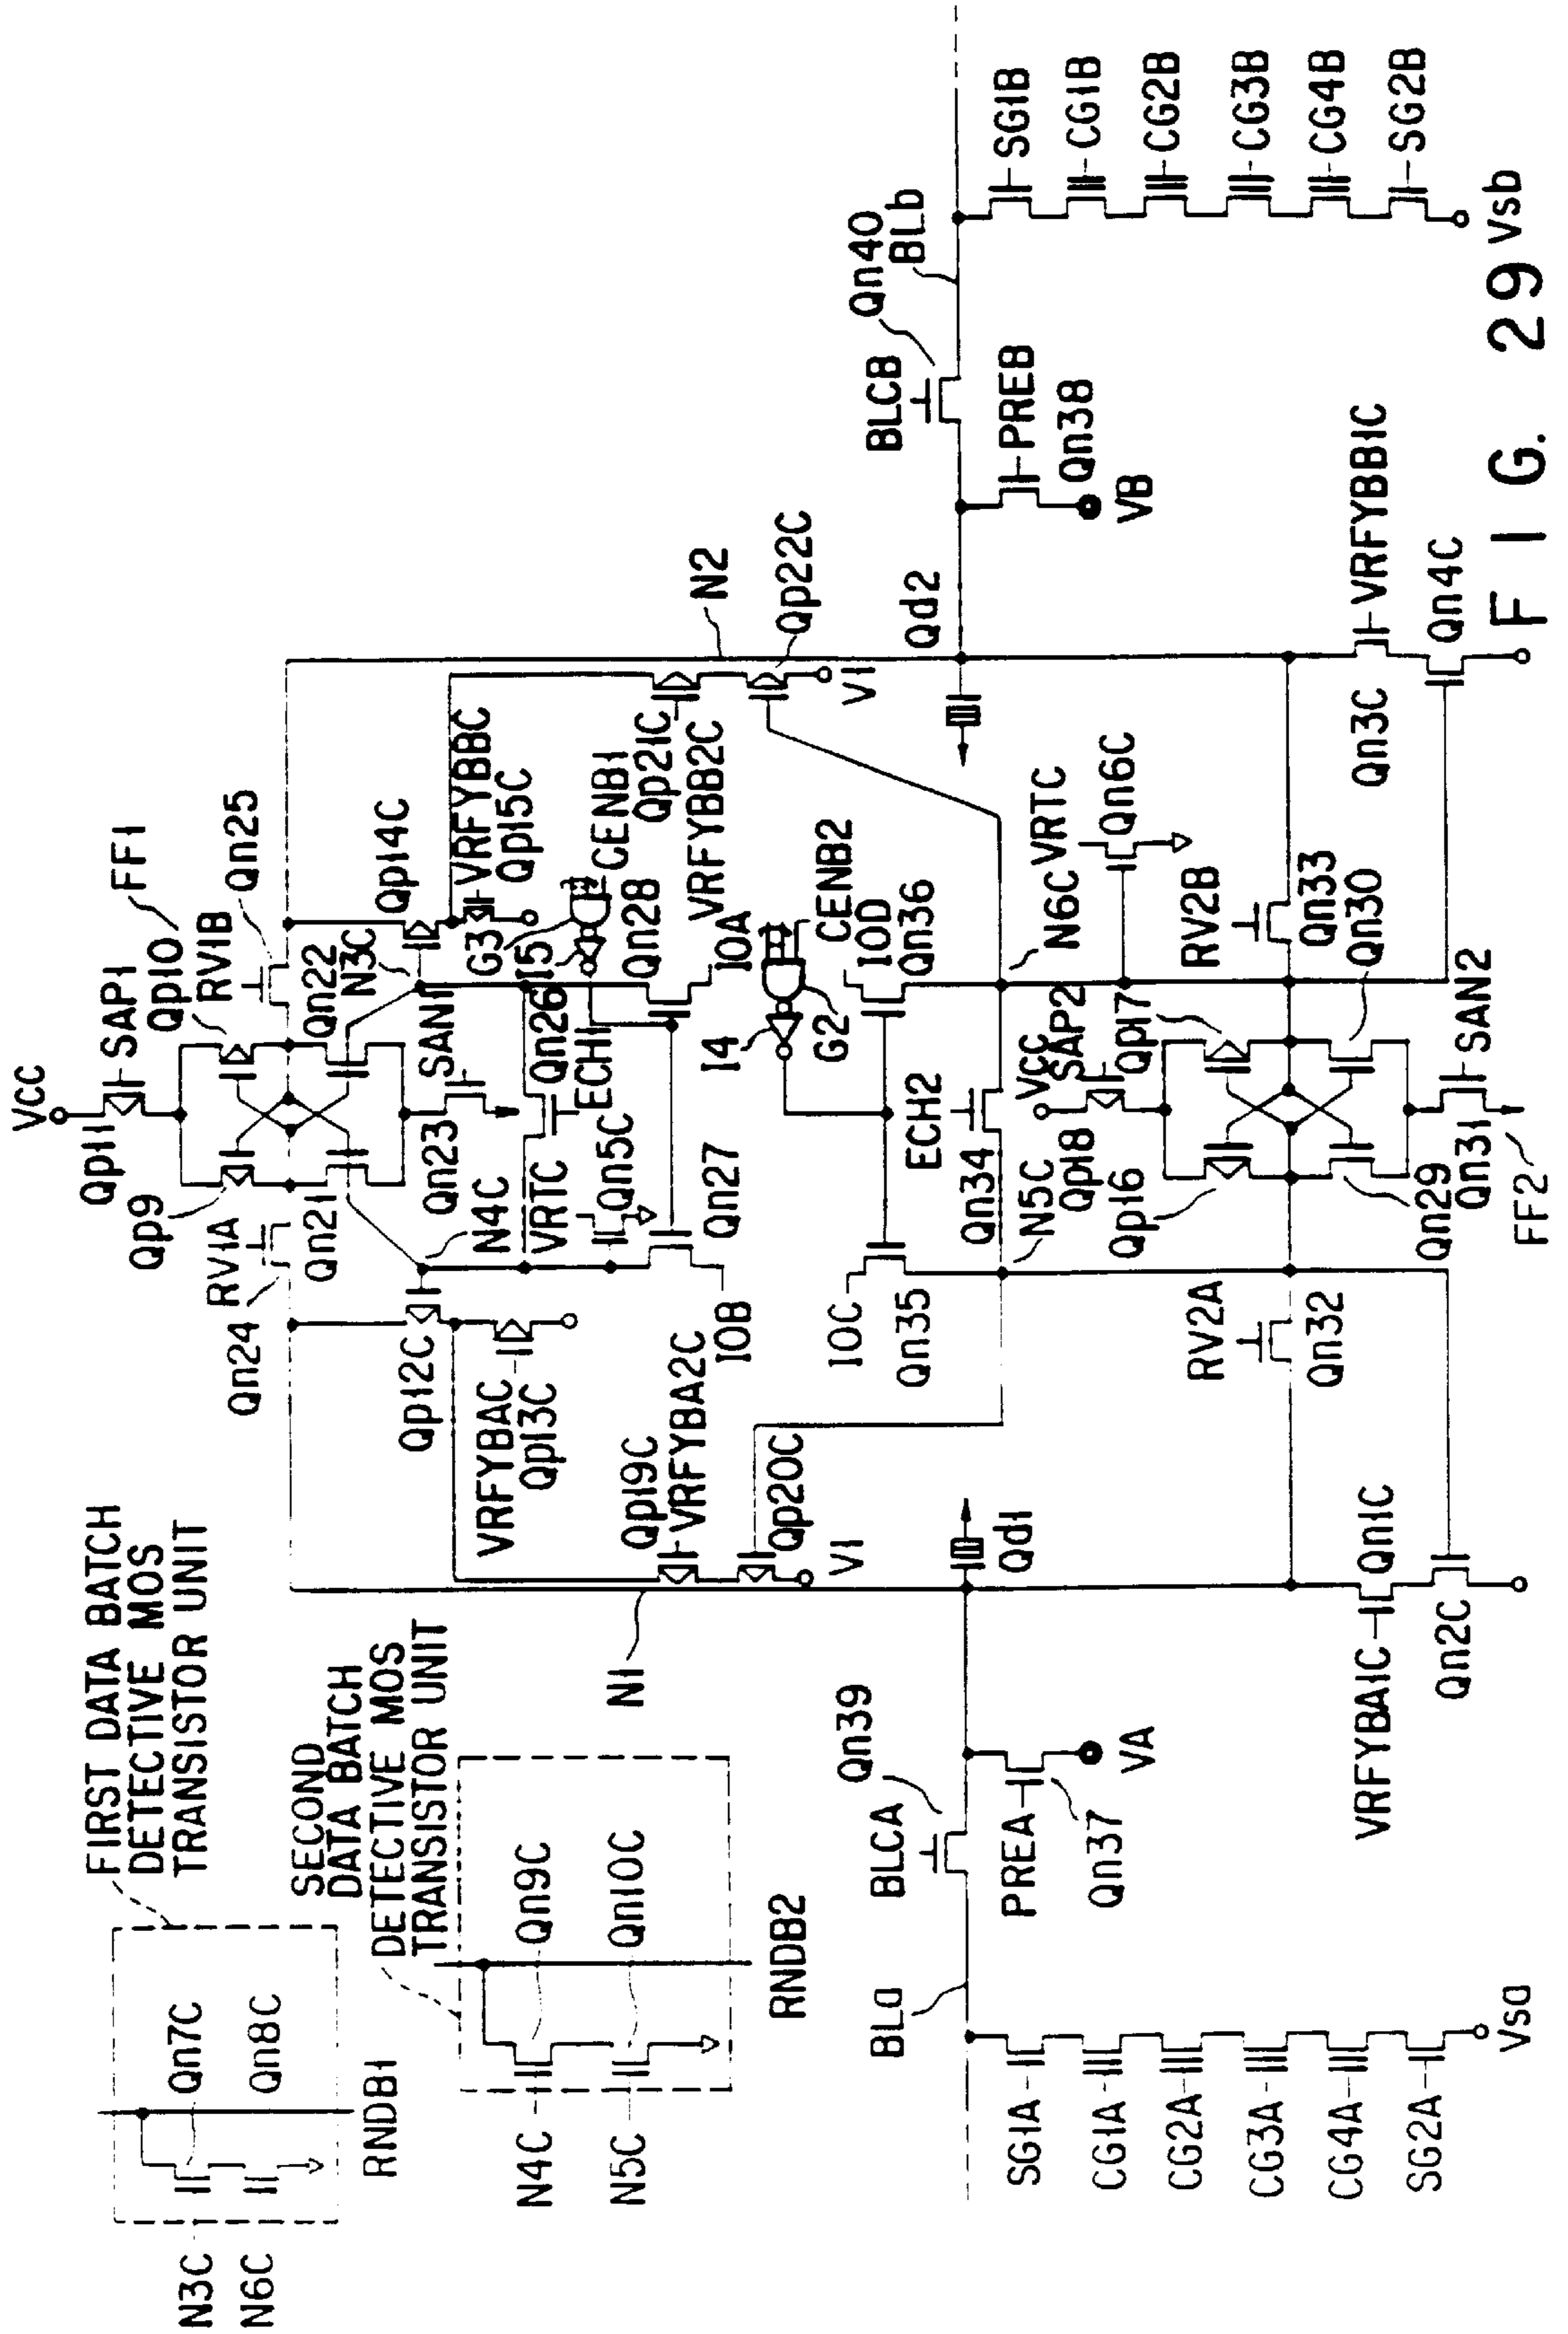 VCC
Qp11
SAP1
FF1
Qp9
Qp10
RV1A
RV1B
Qn25
Qn24
Qn21
Qn22
N3C
Qp14C
SAN1
Qn23
Qp12C
N4C
VRFYBBC
Qp15C
G3
I5
CENB1
VRTC
Qn5C
Qn26
ECH1
Qn28
VRFYBAC
Qp13C
Qp21C
VRFYBB2C
N2
Qp22C
V1
Qn27
IOA
IOB
Qp19C
VRFYBA2C
Qp20C
V1
I4
CENB2
G2
IOD
Qn36
IOC
Qn35
ECH2
Qn34
N5C
N6C
VRTC
Qn6C
VCC
SAP2
Qp18
Qp17
Qp16
RV2A
Qn32
RV2B
Qn33
Qn30
Qn29
Qn31
SAN2
FF2
FIRST DATA BATCH
DETECTIVE MOS
TRANSISTOR UNIT
N3C
Qn7C
N6C
Qn8C
RNDB1
SECOND
DATA BATCH
DETECTIVE MOS
TRANSISTOR UNIT
N4C
Qn9C
N5C
Qn10C
RNDB2
N1
Qd1
Qd2
BLa
BLCA
Qn39
PREA
Qn37
VA
BLCB
Qn40
BLb
PREB
Qn38
VB
SG1A
CG1A
CG2A
CG3A
CG4A
SG2A
Vsa
SG1B
CG1B
CG2B
CG3B
CG4B
SG2B
Vsb
VRFYBA1C
Qn1C
Qn2C
VRFYBB1C
Qn3C
Qn4C
FIG. 29